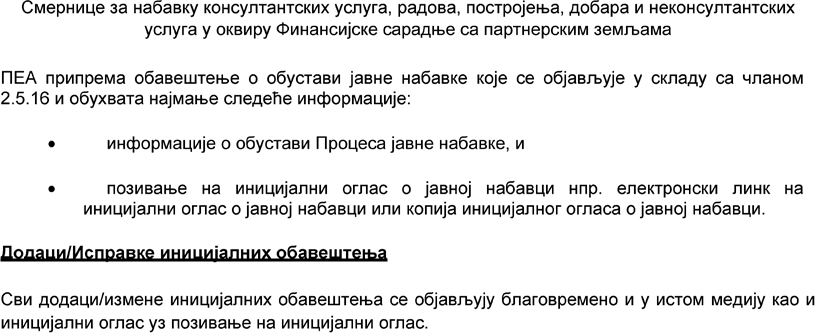 Смернице за набавку консултантских услуга, радова, постројења, добара и неконсултантских
услуга у оквиру Финансијске сарадње са партнерским земљама
ПЕА припрема обавештење о обустави јавне набавке које се објављује у складу са чланом
2.5.16 и обухвата најмање следеће информације:
• информације о обустави Процеса јавне набавке, и
• позивање на иницијални оглас о јавној набавци нпр. електронски линк на
иницијални оглас о јавној набавци или копија иницијалног огласа о јавној набавци.
Додаци/Исправке иницијалних обавештења
Сви додаци/измене иницијалних обавештења се објављују благовремено и у истом медију као и
иницијални оглас уз позивање на иницијални оглас.